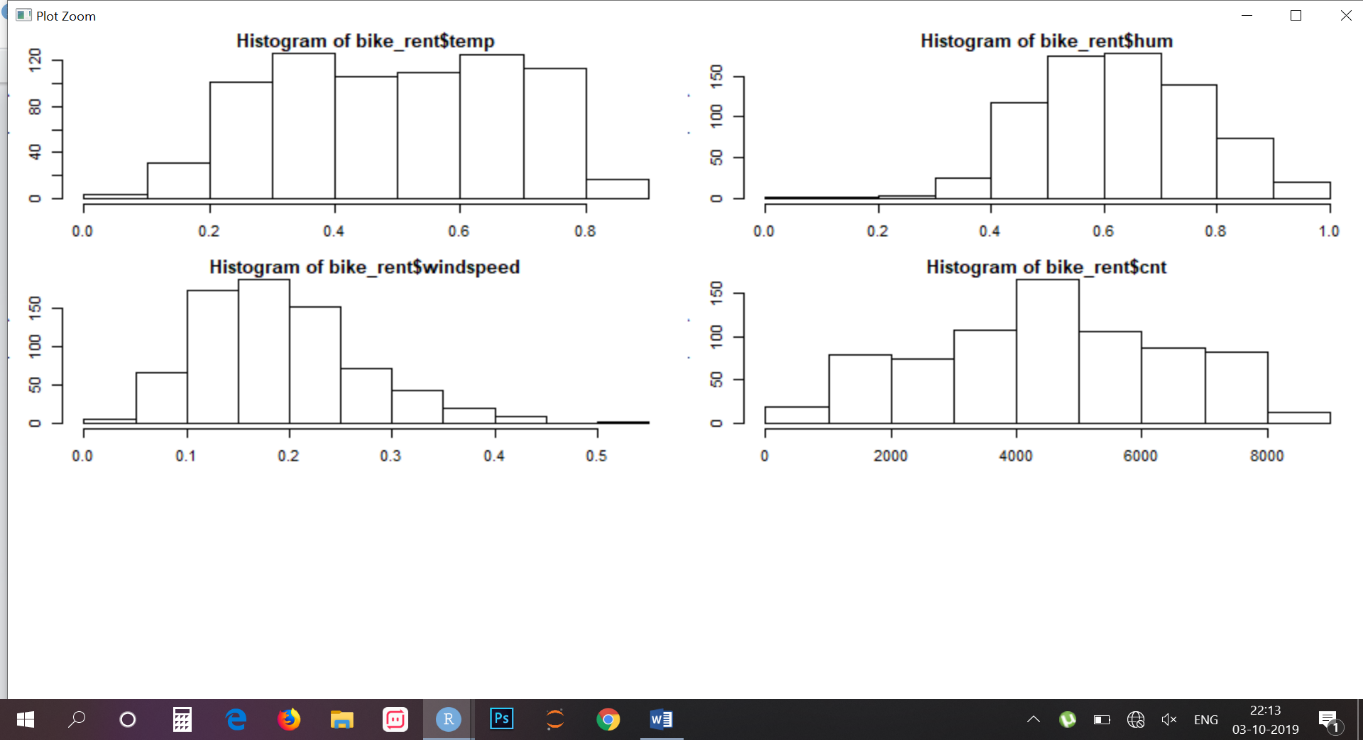 Plot Zoom
Histogram of bike_rent$temp
0 40 80 120
0.0 0.2 0.4 0.6 0.8
Histogram of bike_rent$hum
0 50 100 150
0.0 0.2 0.4 0.6 0.8 1.0
Histogram of bike_rent$windspeed
0 50 100 150
0.0 0.1 0.2 0.3 0.4 0.5
Histogram of bike_rent$cnt
0 50 100 150
0 2000 4000 6000 8000
R
Ps
W
ENG
22:13
03-10-2019
1